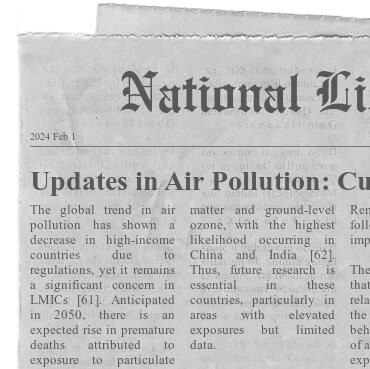 National Li
2024 Feb 1
Updates in Air Pollution: Cu
The global trend in air
pollution has shown a
decrease in high-income
countries due to
regulations, yet it remains
a significant concern in
LMICs [61]. Anticipated
in 2050, there is an
expected rise in premature
deaths attributed to
exposure to particulate
matter and ground-level
ozone, with the highest
likelihood occurring in
China and India [62].
Thus, future research is
essential in these
countries, particularly in
areas with elevated
exposures but limited
data.
Ren
foll
imp
The
that
rela
the
beh
of a
exp